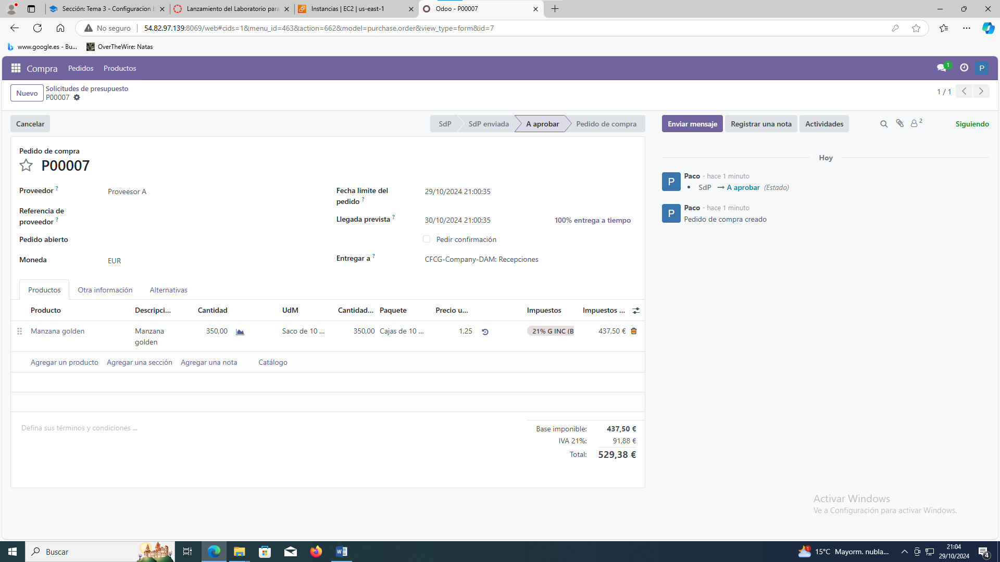 Sección: Tema 3 - Configuracion b
Lanzamiento del Laboratorio para
Instancias | EC2 | us-east-1
Odoo - P00007
No seguro
54.82.97.139:8069/web#cids=1&menu_id=463&action=662&model=purchase.order&view_type=form&id=7
www.google.es - Bu...
OverTheWire: Natas
Compra
Pedidos
Productos
1
P
Nuevo
Solicitudes de presupuesto
P00007
1 / 1
Cancelar
SdP
SdP enviada
A aprobar
Pedido de compra
Enviar mensaje
Registrar una nota
Actividades
2
Siguiendo
Pedido de compra
P00007
Hoy
Proveedor ?
Proveesor A
Fecha límite del
pedido ?
29/10/2024 21:00:35
P
Paco - hace 1 minuto
SdP → A aprobar (Estado)
Referencia de
proveedor ?
Llegada prevista ?
30/10/2024 21:00:35
100% entrega a tiempo
P
Paco - hace 1 minuto
Pedido de compra creado
Pedido abierto
Pedir confirmación
Moneda
EUR
Entregar a ?
CFCG-Company-DAM: Recepciones
Productos
Otra información
Alternativas
Producto
Descripci...
Cantidad
UdM
Cantidad...
Paquete
Precio u...
Impuestos
Impuestos ...
Manzana golden
Manzana
golden
350,00
Saco de 10 ...
350,00
Cajas de 10 ...
1,25
21% G INC (B
437,50 €
Agregar un producto
Agregar una sección
Agregar una nota
Catálogo
Defina sus términos y condiciones ...
Base imponible: 437,50 €
IVA 21%: 91,88 €
Total: 529,38 €
Activar Windows
Ve a Configuración para activar Windows.
Buscar
1
15°C Mayorm. nubla...
21:04
29/10/2024
4